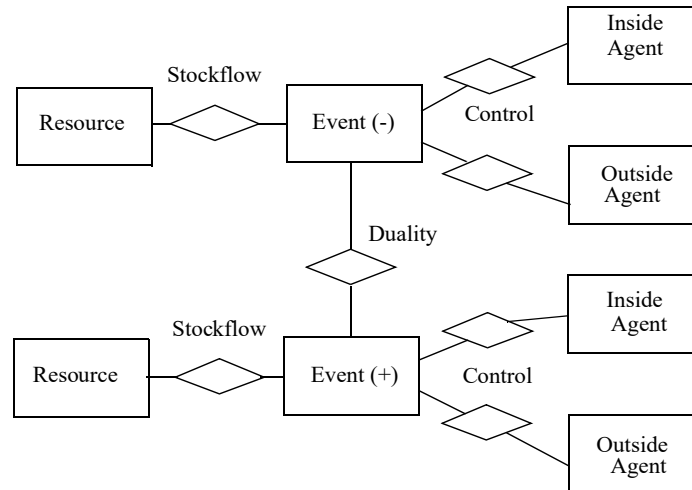 Inside
Agent
Stockflow
Resource
Event (-)
Control
Outside
Agent
Duality
Inside
Agent
Stockflow
Resource
Event (+)
Control
Outside
Agent